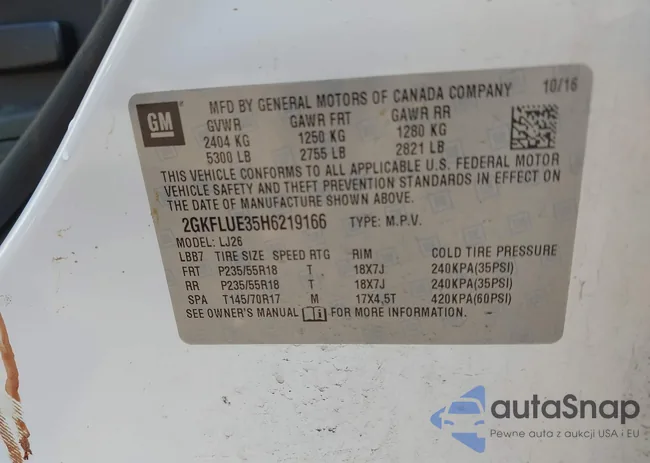 GM
MFD BY GENERAL MOTORS OF CANADA COMPANY 10/16
GVWR GAWR FRT GAWR RR
2404 KG 1250 KG 1280 KG
5300 LB 2755 LB 2821 LB
THIS VEHICLE CONFORMS TO ALL APPLICABLE U.S. FEDERAL MOTOR
VEHICLE SAFETY AND THEFT PREVENTION STANDARDS IN EFFECT ON
THE DATE OF MANUFACTURE SHOWN ABOVE.
2GKFLUE35H6219166 TYPE: M.P.V.
MODEL: LJ26
LBB7 TIRE SIZE SPEED RTG RIM COLD TIRE PRESSURE
FRT P235/55R18 T 18X7J 240KPA(35PSI)
RR P235/55R18 T 18X7J 240KPA(35PSI)
SPA T145/70R17 M 17X4.5T 420KPA(60PSI)
SEE OWNER'S MANUAL FOR MORE INFORMATION.
autaSnap
Pewne auta z aukcji USA i EU